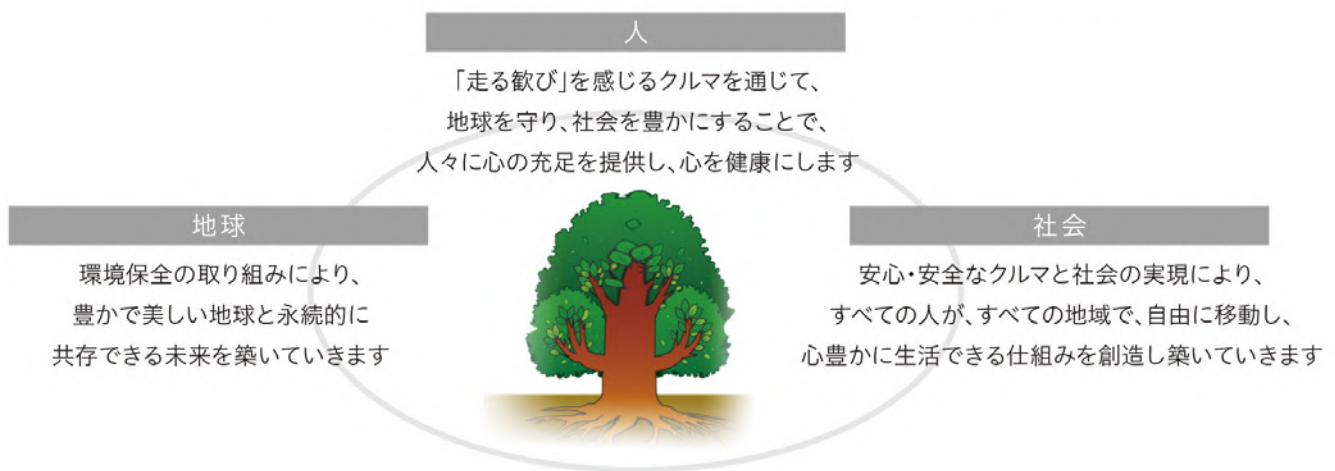 人
「走る歓び」を感じるクルマを通じて、
地球を守り、社会を豊かにすることで、
人々に心の充足を提供し、心を健康にします
地球
環境保全の取り組みにより、
豊かで美しい地球と永続的に
共存できる未来を築いていきます
社会
安心・安全なクルマと社会の実現により、
すべての人が、すべての地域で、自由に移動し、
心豊かに生活できる仕組みを創造し築いていきます